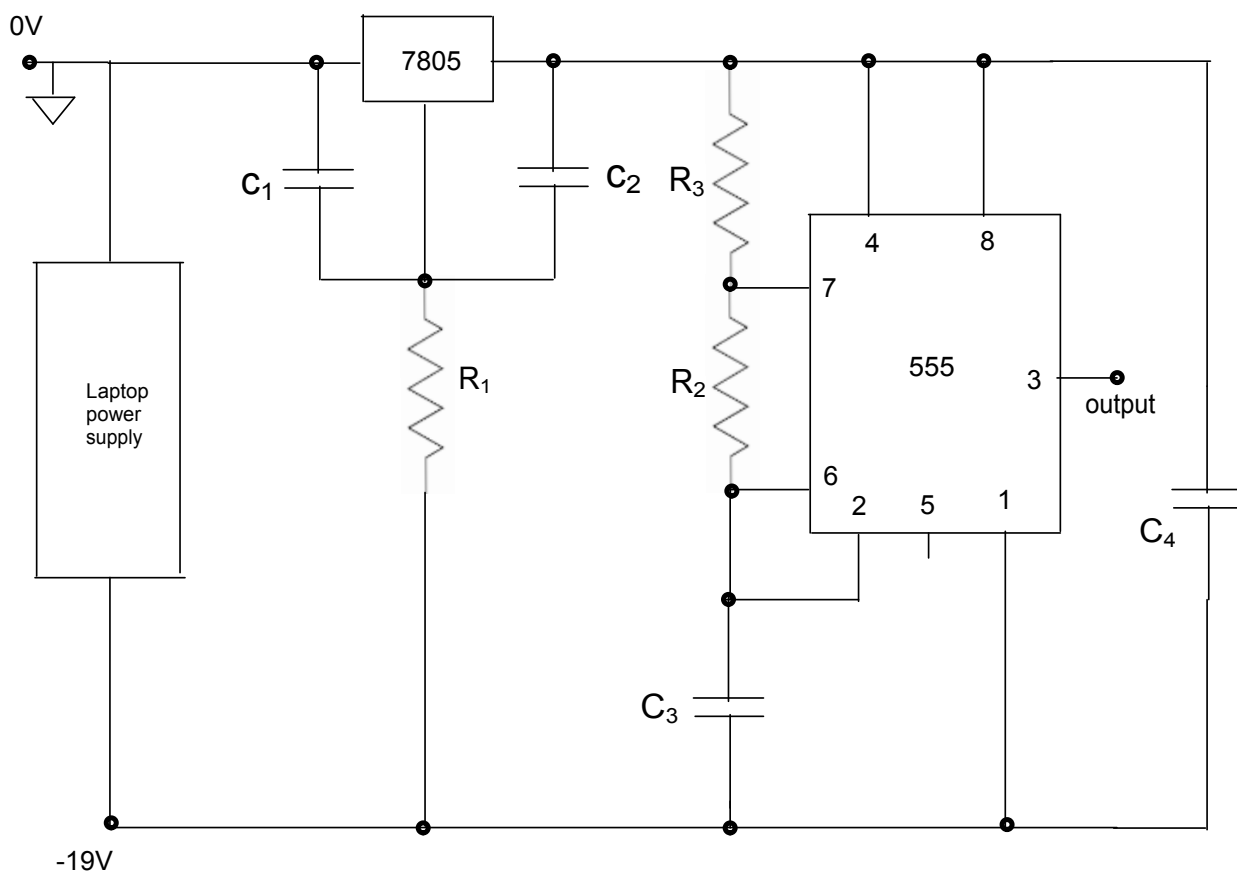 0V
7805
C₁
C₂
R₃
4
8
7
R₁
R₂
555
3
output
Laptop
power
supply
6
2
5
1
C₄
C₃
-19V